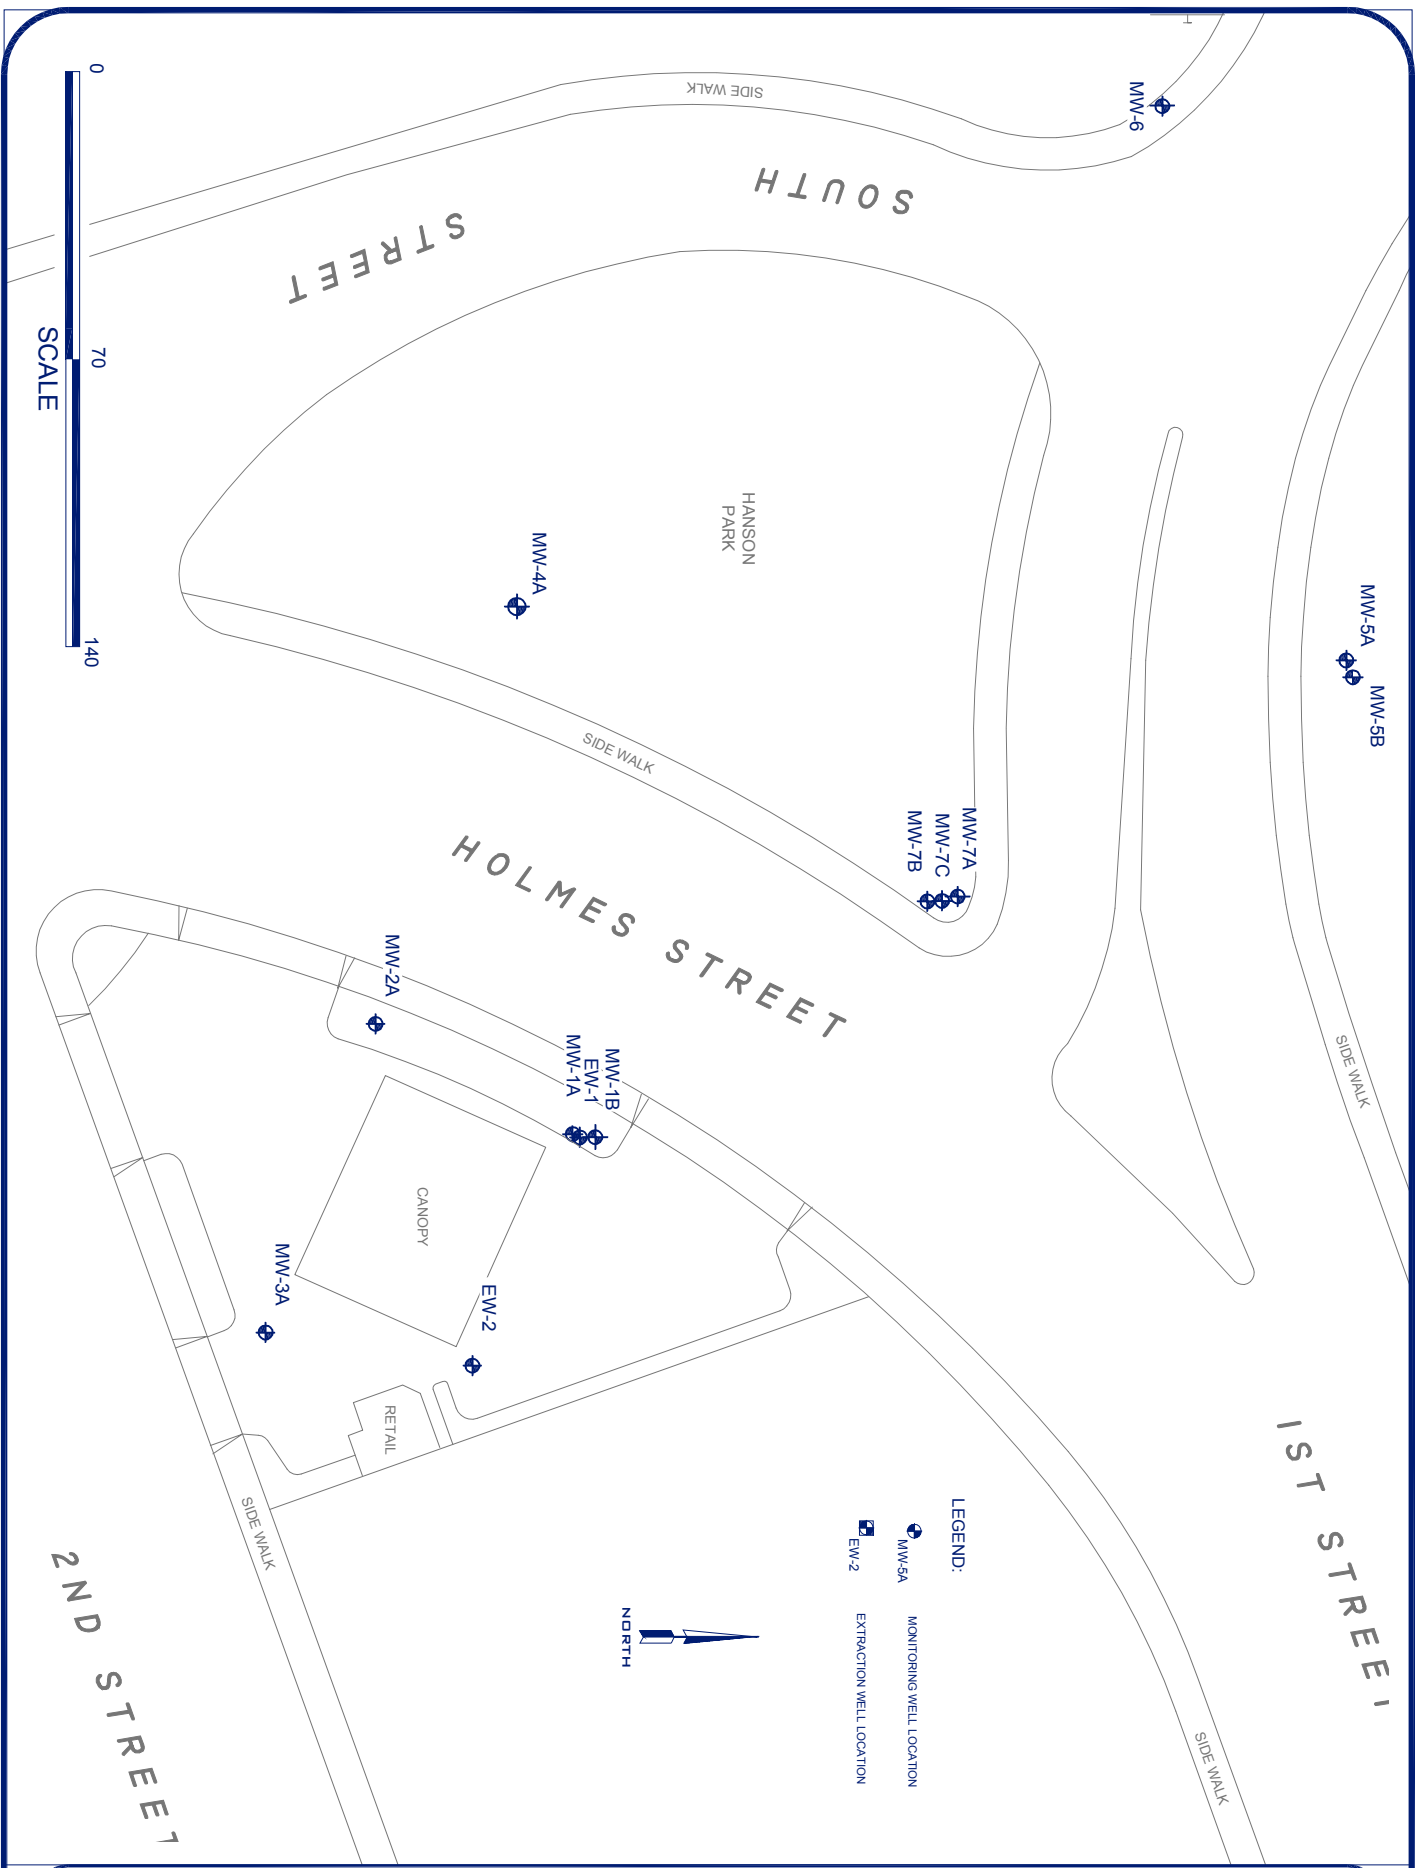 MW-6
SIDE WALK
SOUTH
STREET
0
70
140
SCALE
HANSON
PARK
MW-4A
MW-5A
MW-5B
SIDE WALK
MW-7A
MW-7C
MW-7B
HOLMES STREET
MW-2A
MW-1B
EW-1
MW-1A
SIDE WALK
CANOPY
MW-3A
EW-2
RETAIL
SIDE WALK
1ST STREET
2ND STREET
LEGEND:
MW-5A MONITORING WELL LOCATION
EW-2 EXTRACTION WELL LOCATION
NORTH
SIDE WALK